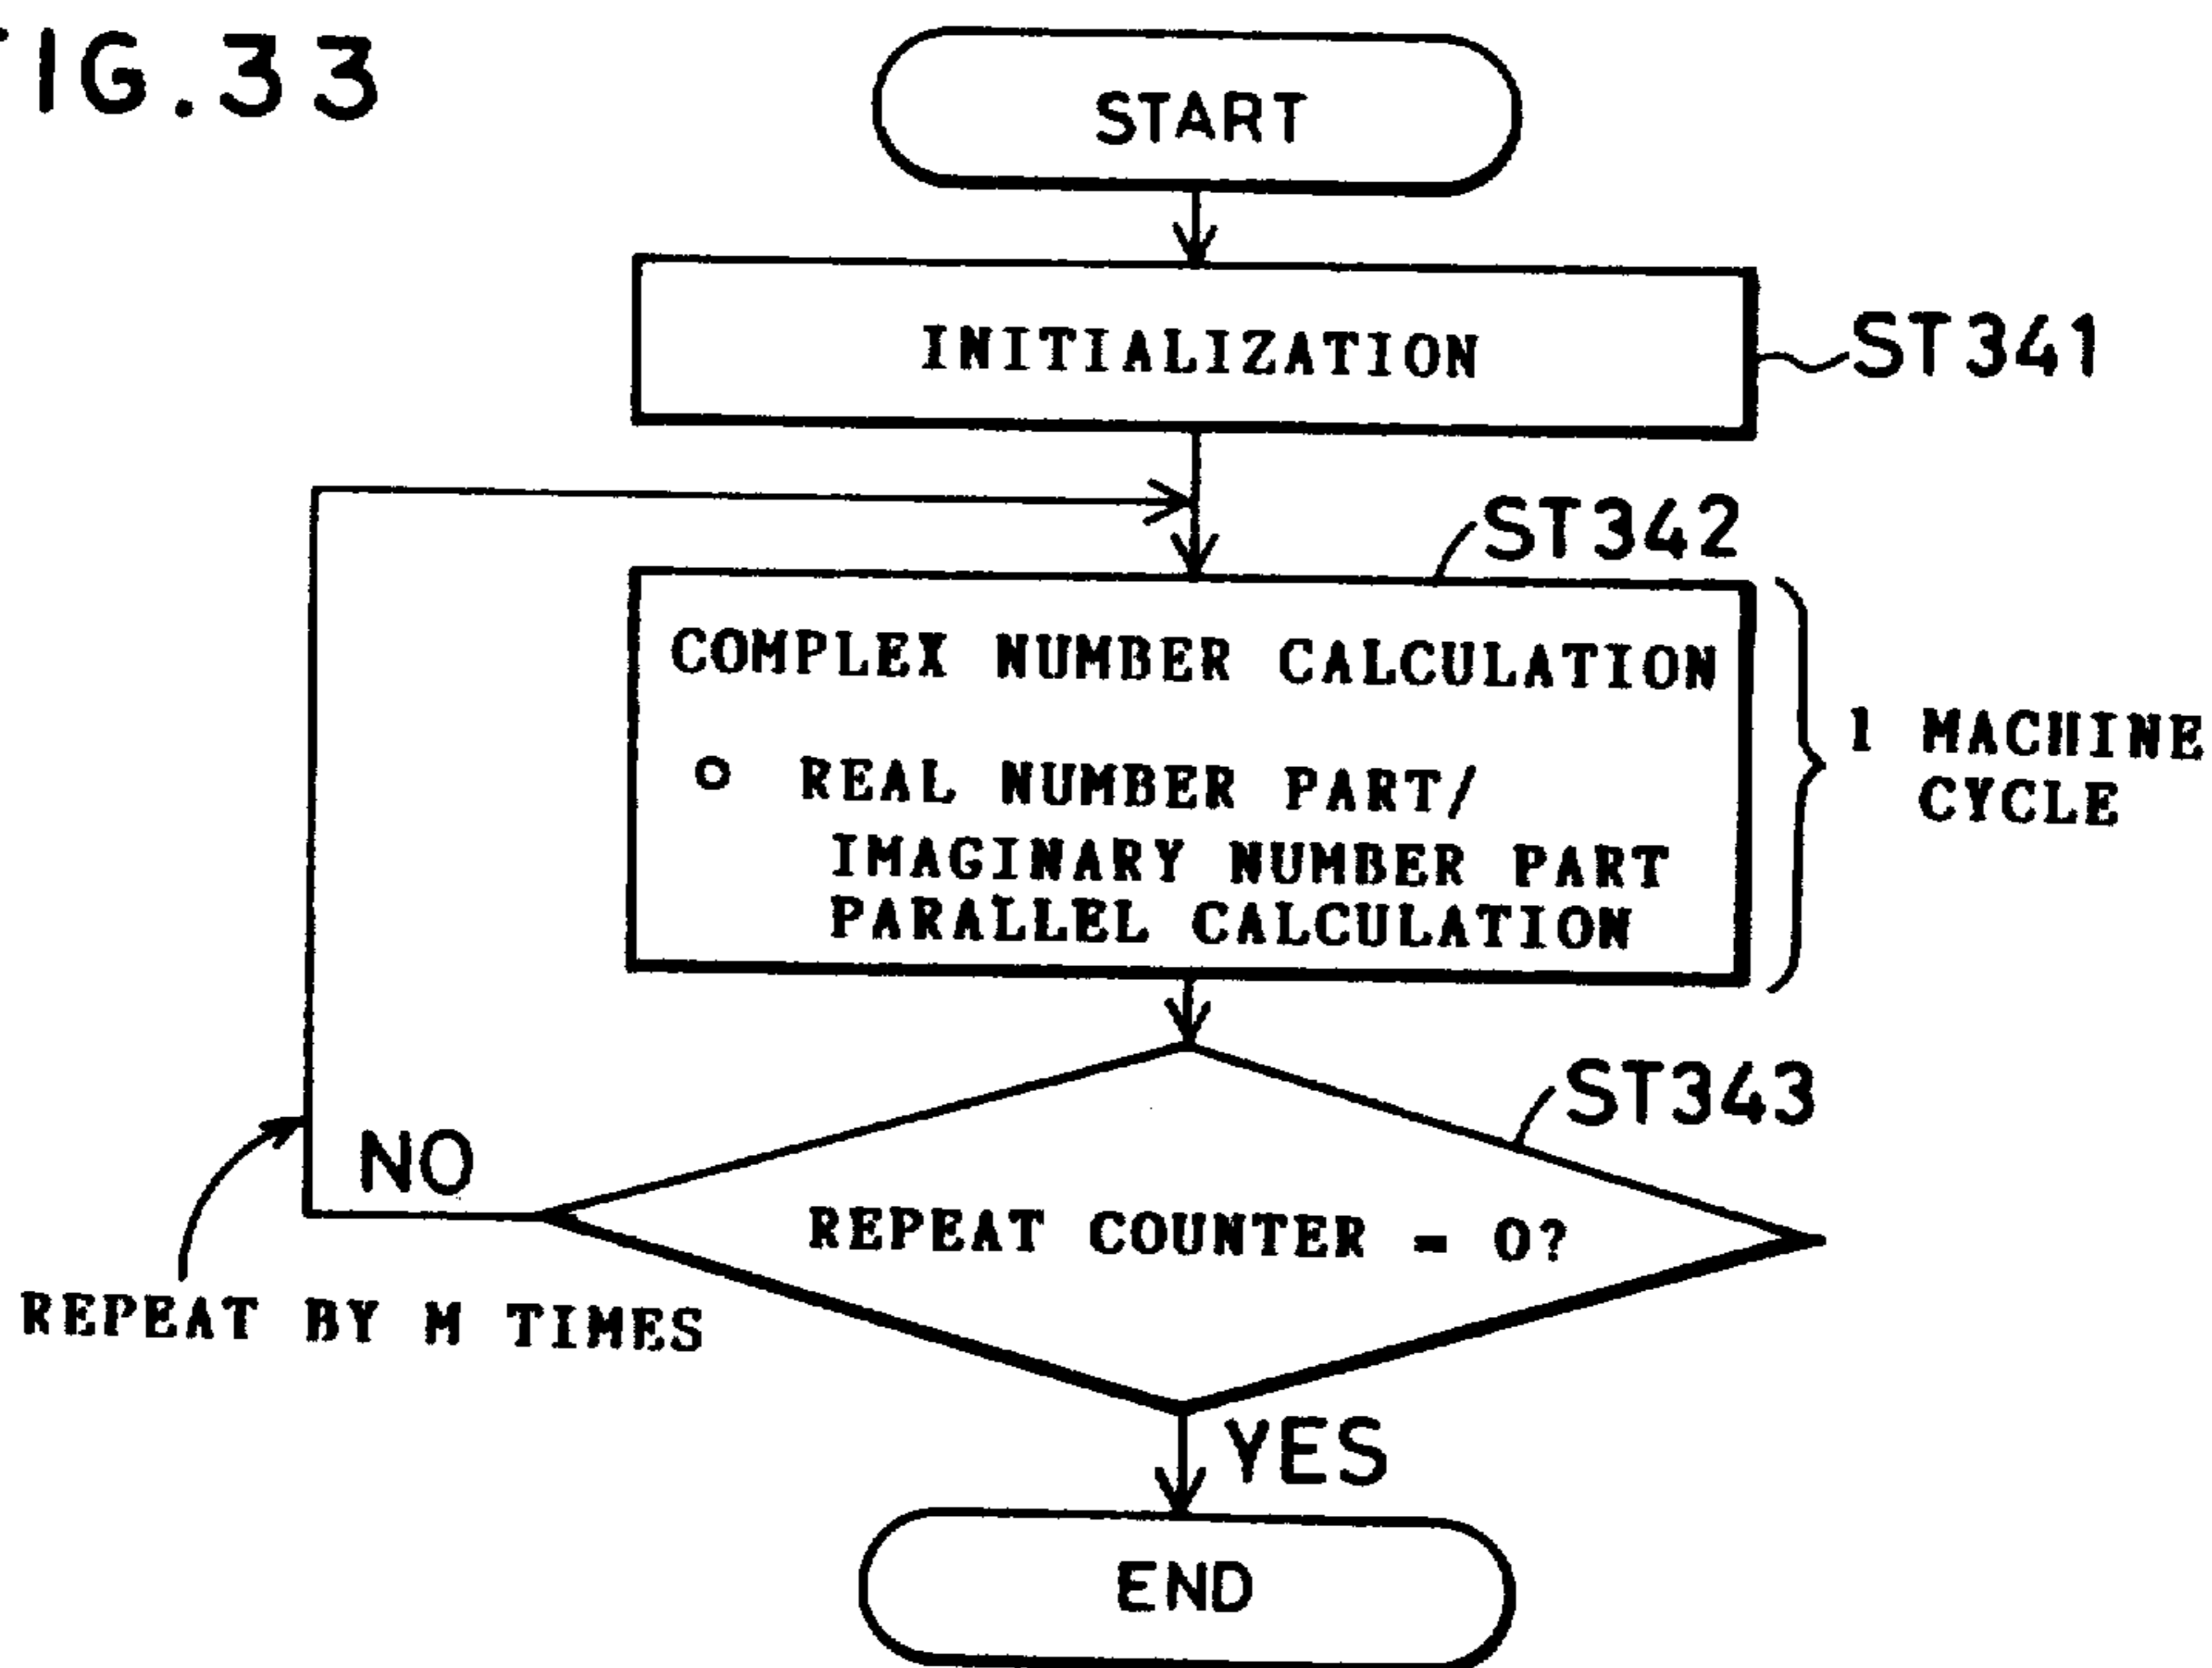 FIG.33
START
INITIALIZATION
ST341
ST342
COMPLEX NUMBER CALCULATION
o REAL NUMBER PART/
IMAGINARY NUMBER PART
PARALLEL CALCULATION
1 MACHINE
CYCLE
ST343
NO
REPEAT COUNTER = 0?
REPEAT BY M TIMES
YES
END